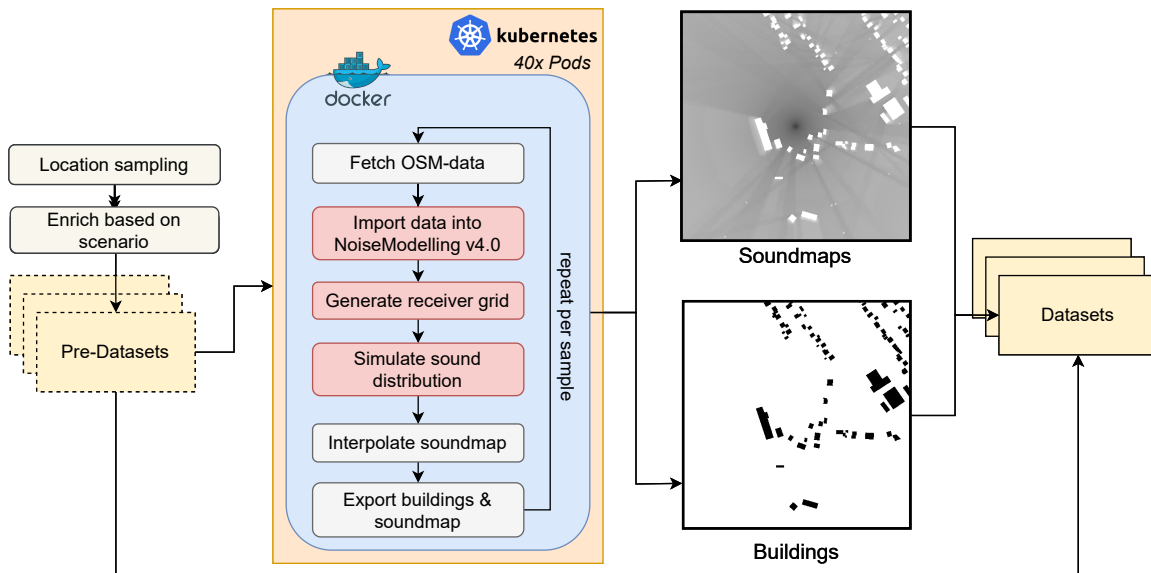 kubernetes
40x Pods
docker
Location sampling
Enrich based on
scenario
Pre-Datasets
Fetch OSM-data
Import data into
NoiseModelling v4.0
Generate receiver grid
Simulate sound
distribution
Interpolate soundmap
Export buildings &
soundmap
repeat per sample
Soundmaps
Buildings
Datasets